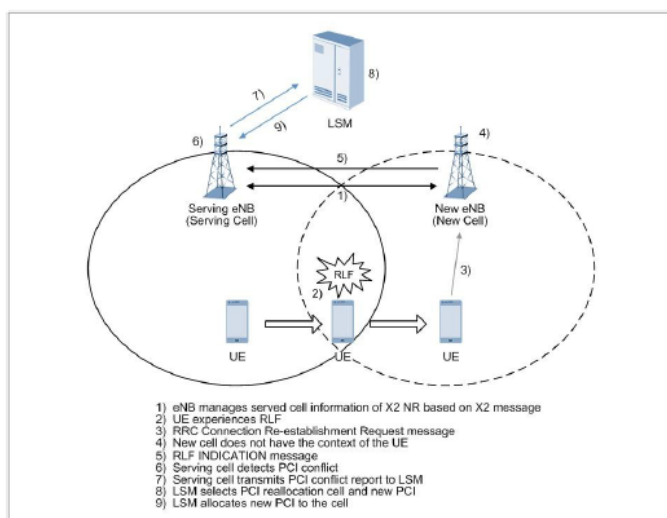 7)
8)
9)
LSM
6)
4)
5)
1)
Serving eNB
(Serving Cell)
New eNB
(New Cell)
RLF
2)
3)
UE
UE
UE
1) eNB manages served cell information of X2 NR based on X2 message
2) UE experiences RLF
3) RRC Connection Re-establishment Request message
4) New cell does not have the context of the UE
5) RLF INDICATION message
6) Serving cell detects PCI conflict
7) Serving cell transmits PCI conflict report to LSM
8) LSM selects PCI reallocation cell and new PCI
9) LSM allocates new PCI to the cell